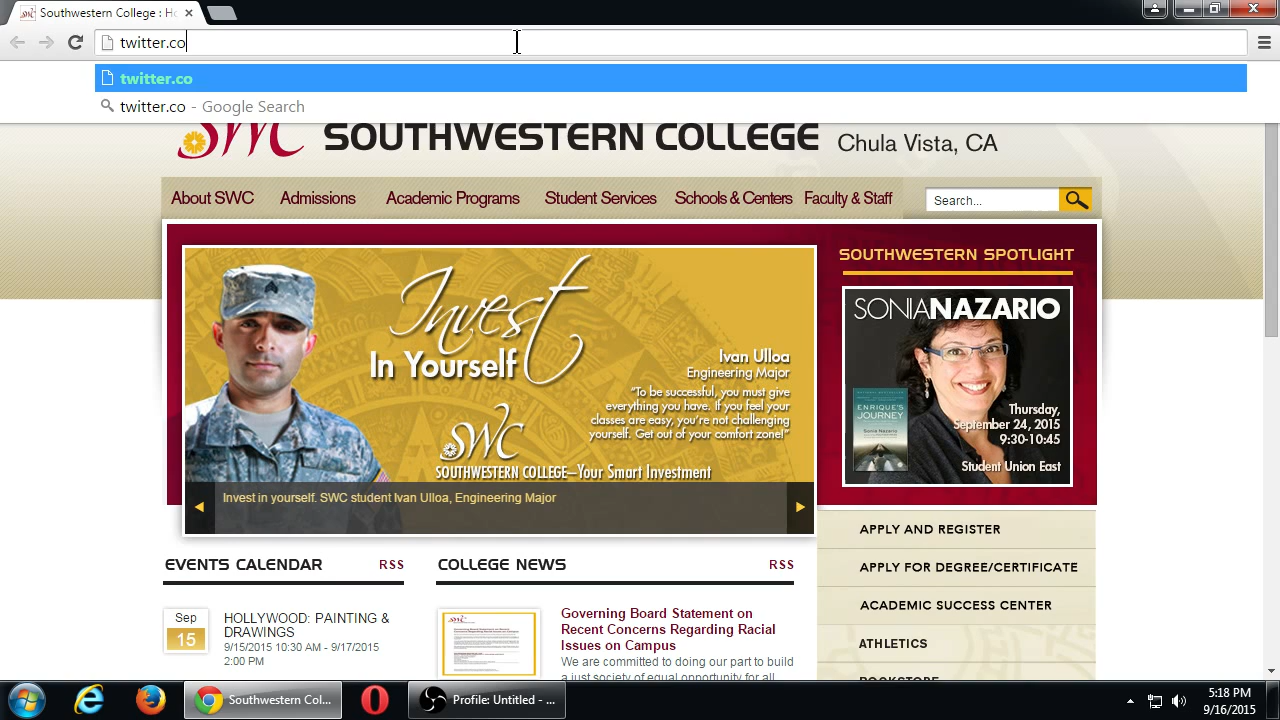 Southwestern College : Ho
twitter.co
twitter.co
twitter.co - Google Search
SWC SOUTHWESTERN COLLEGE Chula Vista, CA
About SWC Admissions Academic Programs Student Services Schools & Centers Faculty & Staff Search...
Invest
In Yourself
Ivan Ulloa
Engineering Major
"To be successful, you must give
everything you have. If you feel your
classes are easy, you're not challenging
yourself. Get out of your comfort zone!"
SWC
SOUTHWESTERN COLLEGE—Your Smart Investment
Invest in yourself. SWC student Ivan Ulloa, Engineering Major
SOUTHWESTERN SPOTLIGHT
SONIA NAZARIO
ENRIQUE'S
JOURNEY
Sonia Nazario
Thursday,
September 24, 2015
9:30-10:45
Student Union East
APPLY AND REGISTER
APPLY FOR DEGREE/CERTIFICATE
ACADEMIC SUCCESS CENTER
ATHLETICS
BOOKSTORE
EVENTS CALENDAR RSS
Sep
15
HOLLYWOOD: PAINTING &
DRAWINGS
9/15/2015 10:30 AM - 9/17/2015
2:00 PM
COLLEGE NEWS RSS
Governing Board Statement on
Recent Concerns Regarding Racial
Issues on Campus
We are committed to doing our part to build
a just society of equal opportunity for all
Southwestern Col...
Profile: Untitled - ...
5:18 PM
9/16/2015